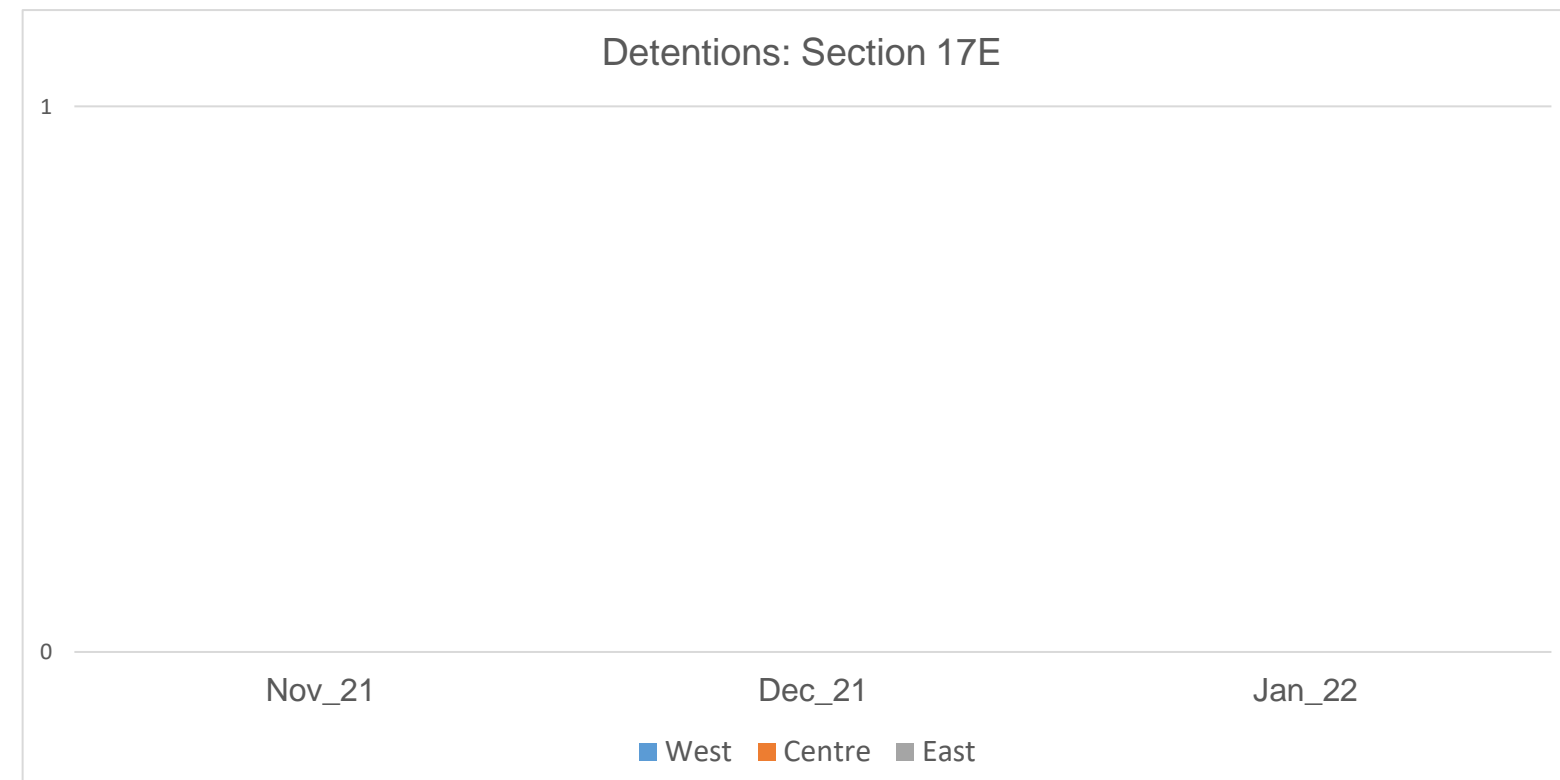 Detentions: Section 17E
1
0
Nov_21 Dec_21 Jan_22
West Centre East